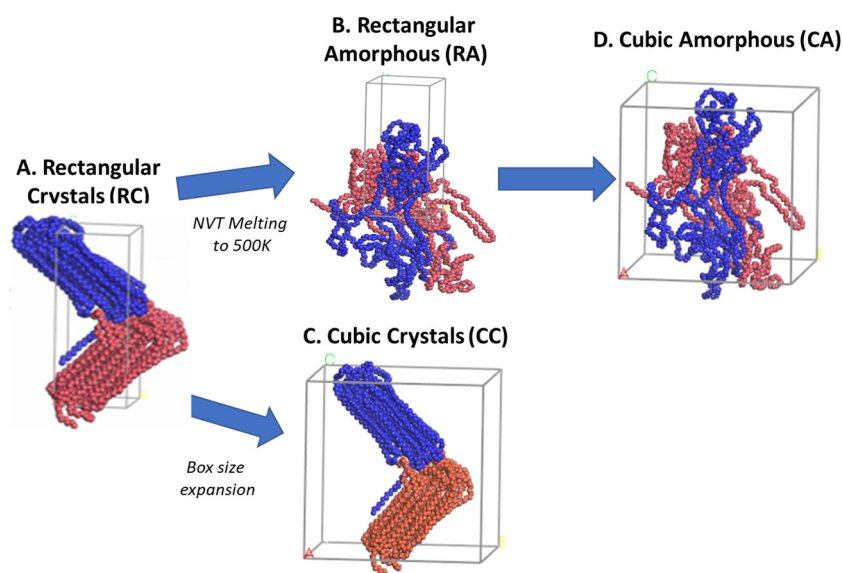 B. Rectangular
Amorphous (RA)
D. Cubic Amorphous (CA)
C
A. Rectangular
Crystals (RC)
NVT Melting
to 500K
A
C. Cubic Crystals (CC)
C
Box size
expansion
A
E